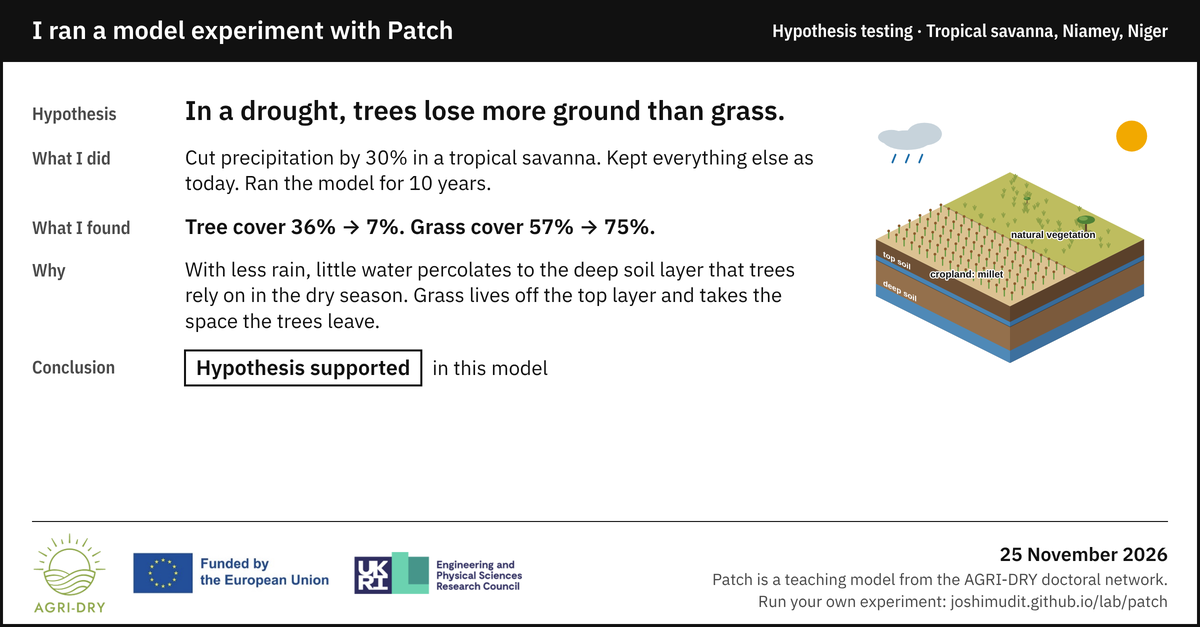 I ran a model experiment with Patch
Hypothesis testing · Tropical savanna, Niamey, Niger
Hypothesis
In a drought, trees lose more ground than grass.
What I did
Cut precipitation by 30% in a tropical savanna. Kept everything else as
today. Ran the model for 10 years.
What I found
Tree cover 36% → 7%. Grass cover 57% → 75%.
Why
With less rain, little water percolates to the deep soil layer that trees
rely on in the dry season. Grass lives off the top layer and takes the
space the trees leave.
Conclusion
Hypothesis supported in this model
natural vegetation
cropland: millet
top soil
deep soil
AGRI-DRY
Funded by
the European Union
UKRI
Engineering and
Physical Sciences
Research Council
25 November 2026
Patch is a teaching model from the AGRI-DRY doctoral network.
Run your own experiment: joshimudit.github.io/lab/patch